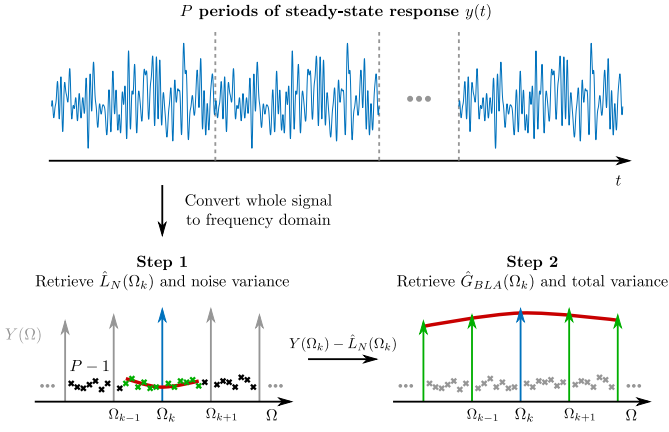 P periods of steady-state response y(t)
t
Convert whole signal
to frequency domain
Step 1
Retrieve L̂_N(Ω_k) and noise variance
Y(Ω)
P − 1
Ω_{k−1}
Ω_k
Ω_{k+1}
Ω
Y(Ω_k) − L̂_N(Ω_k)
Step 2
Retrieve Ĝ_{BLA}(Ω_k) and total variance
Ω_{k−1}
Ω_k
Ω_{k+1}
Ω